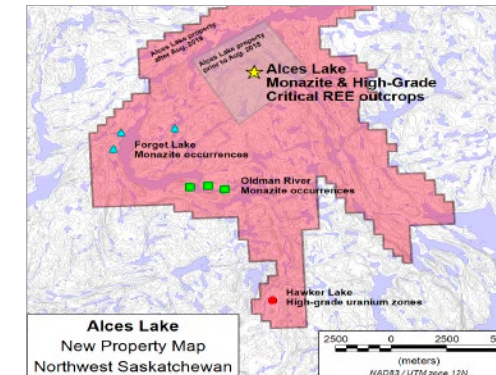 Alces Lake property
after Aug. 2018
Alces Lake property
prior to Aug. 2018
Alces Lake
Monazite & High-Grade
Critical REE outcrops
Forget Lake
Monazite occurrences
Oldman River
Monazite occurrences
Hawker Lake
High-grade uranium zones
Alces Lake
New Property Map
Northwest Saskatchewan
2500 0 2500 50
(meters)
NAD83 / UTM zone 12N